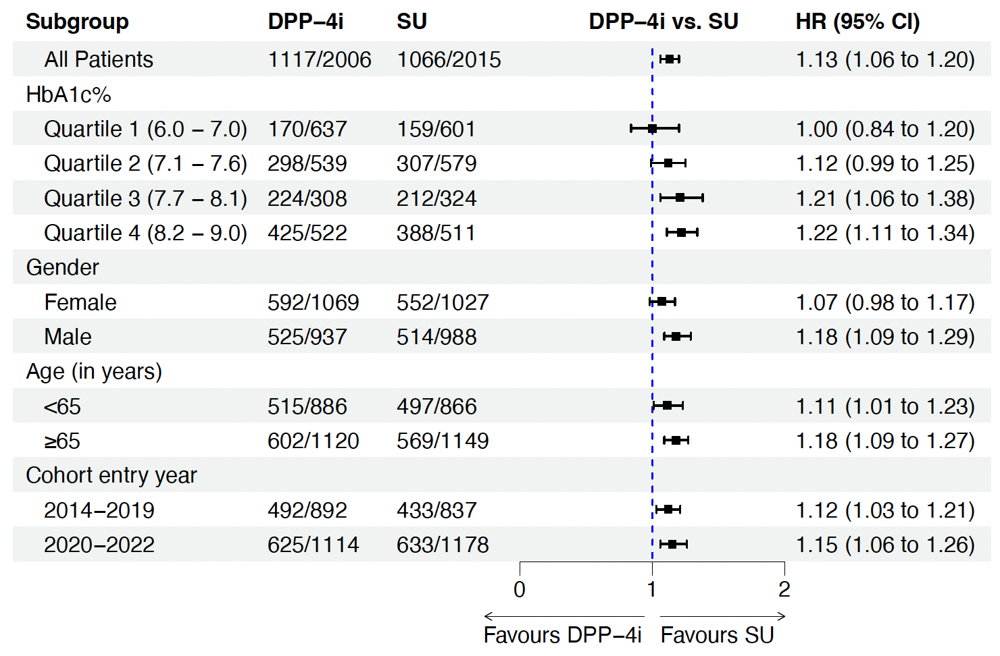 Subgroup DPP–4i SU DPP–4i vs. SU HR (95% CI)
All Patients 1117/2006 1066/2015 1.13 (1.06 to 1.20)
HbA1c%
Quartile 1 (6.0 – 7.0) 170/637 159/601 1.00 (0.84 to 1.20)
Quartile 2 (7.1 – 7.6) 298/539 307/579 1.12 (0.99 to 1.25)
Quartile 3 (7.7 – 8.1) 224/308 212/324 1.21 (1.06 to 1.38)
Quartile 4 (8.2 – 9.0) 425/522 388/511 1.22 (1.11 to 1.34)
Gender
Female 592/1069 552/1027 1.07 (0.98 to 1.17)
Male 525/937 514/988 1.18 (1.09 to 1.29)
Age (in years)
<65 515/886 497/866 1.11 (1.01 to 1.23)
≥65 602/1120 569/1149 1.18 (1.09 to 1.27)
Cohort entry year
2014–2019 492/892 433/837 1.12 (1.03 to 1.21)
2020–2022 625/1114 633/1178 1.15 (1.06 to 1.26)
0 1 2
Favours DPP–4i Favours SU